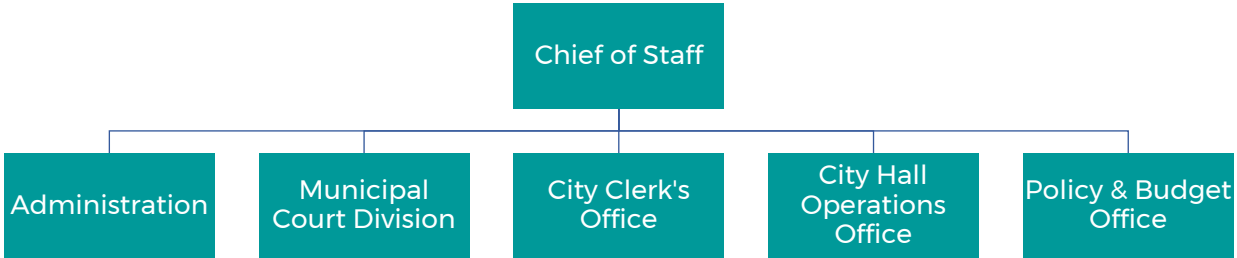 Chief of Staff
Administration
Municipal
Court Division
City Clerk's
Office
City Hall
Operations
Office
Policy & Budget
Office